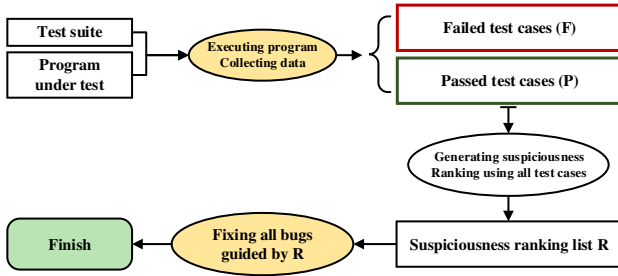 Test suite
Program
under test
Executing program
Collecting data
Failed test cases (F)
Passed test cases (P)
Generating suspiciousness
Ranking using all test cases
Suspiciousness ranking list R
Fixing all bugs
guided by R
Finish